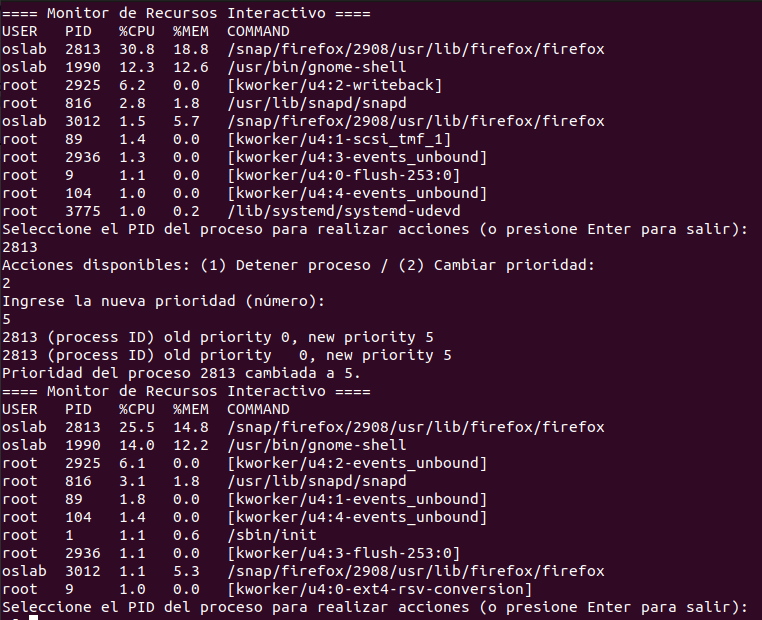 ==== Monitor de Recursos Interactivo ====
USER   PID   %CPU  %MEM  COMMAND
oslab  2813  30.8  18.8  /snap/firefox/2908/usr/lib/firefox/firefox
oslab  1990  12.3  12.6  /usr/bin/gnome-shell
root   2925  6.2   0.0   [kworker/u4:2-writeback]
root   816   2.8   1.8   /usr/lib/snapd/snapd
oslab  3012  1.5   5.7   /snap/firefox/2908/usr/lib/firefox/firefox
root   89    1.4   0.0   [kworker/u4:1-scsi_tmf_1]
root   2936  1.3   0.0   [kworker/u4:3-events_unbound]
root   9     1.1   0.0   [kworker/u4:0-flush-253:0]
root   104   1.0   0.0   [kworker/u4:4-events_unbound]
root   3775  1.0   0.2   /lib/systemd/systemd-udevd
Seleccione el PID del proceso para realizar acciones (o presione Enter para salir):
2813
Acciones disponibles: (1) Detener proceso / (2) Cambiar prioridad:
2
Ingrese la nueva prioridad (número):
5
2813 (process ID) old priority 0, new priority 5
2813 (process ID) old priority   0, new priority 5
Prioridad del proceso 2813 cambiada a 5.
==== Monitor de Recursos Interactivo ====
USER   PID   %CPU  %MEM  COMMAND
oslab  2813  25.5  14.8  /snap/firefox/2908/usr/lib/firefox/firefox
oslab  1990  14.0  12.2  /usr/bin/gnome-shell
root   2925  6.1   0.0   [kworker/u4:2-events_unbound]
root   816   3.1   1.8   /usr/lib/snapd/snapd
root   89    1.8   0.0   [kworker/u4:1-events_unbound]
root   104   1.4   0.0   [kworker/u4:4-events_unbound]
root   1     1.1   0.6   /sbin/init
root   2936  1.1   0.0   [kworker/u4:3-flush-253:0]
oslab  3012  1.1   5.3   /snap/firefox/2908/usr/lib/firefox/firefox
root   9     1.0   0.0   [kworker/u4:0-ext4-rsv-conversion]
Seleccione el PID del proceso para realizar acciones (o presione Enter para salir):